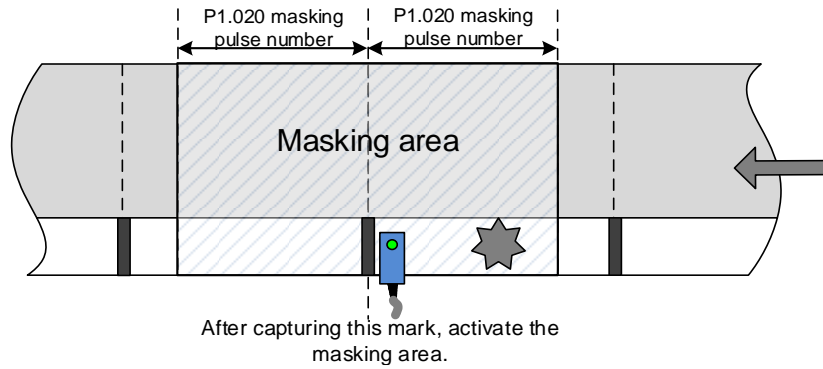 P1.020 masking pulse number
P1.020 masking pulse number
Masking area
After capturing this mark, activate the
masking area.